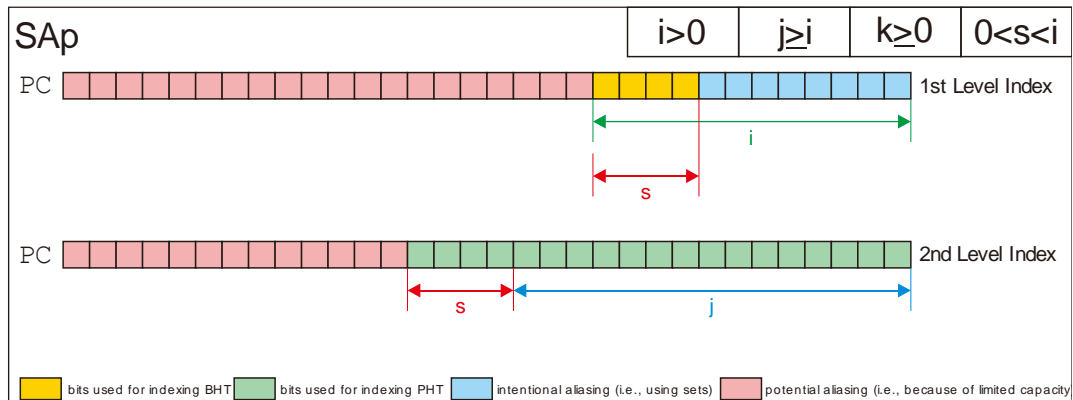 SAp
i>0 j≥i k≥0 0<s<i
PC 1st Level Index
i
s
PC 2nd Level Index
s j
bits used for indexing BHT bits used for indexing PHT intentional aliasing (i.e., using sets) potential aliasing (i.e., because of limited capacity)